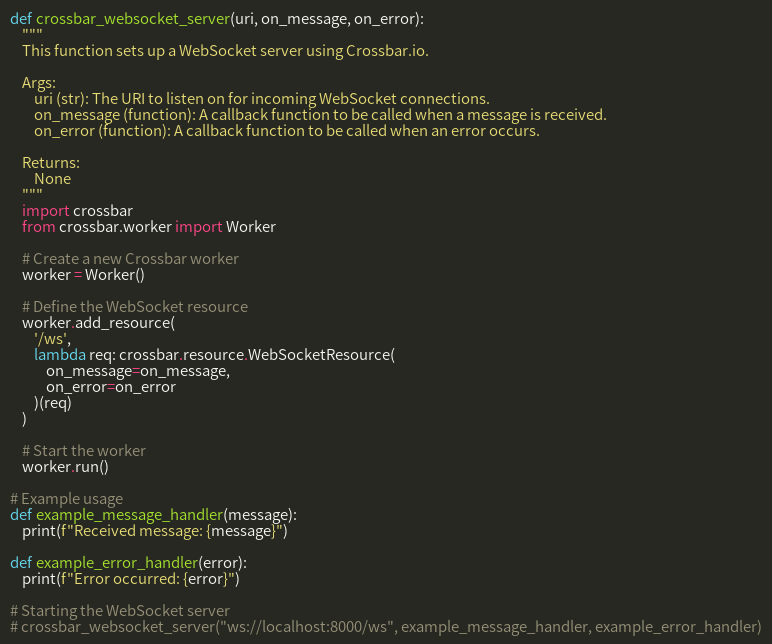 def crossbar_websocket_server(uri, on_message, on_error):
    """
    This function sets up a WebSocket server using Crossbar.io.

    Args:
        uri (str): The URI to listen on for incoming WebSocket connections.
        on_message (function): A callback function to be called when a message is received.
        on_error (function): A callback function to be called when an error occurs.

    Returns:
        None
    """
    import crossbar
    from crossbar.worker import Worker

    # Create a new Crossbar worker
    worker = Worker()

    # Define the WebSocket resource
    worker.add_resource(
        '/ws',
        lambda req: crossbar.resource.WebSocketResource(
            on_message=on_message,
            on_error=on_error
        )(req)
    )

    # Start the worker
    worker.run()

# Example usage
def example_message_handler(message):
    print(f"Received message: {message}")

def example_error_handler(error):
    print(f"Error occurred: {error}")

# Starting the WebSocket server
# crossbar_websocket_server("ws://localhost:8000/ws", example_message_handler, example_error_handler)